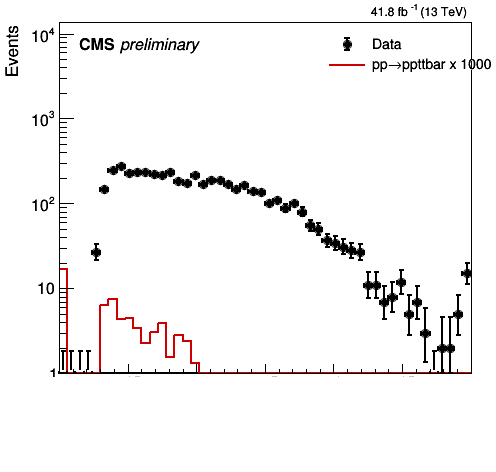 41.8 fb⁻¹ (13 TeV)
Events
CMS preliminary
Data
pp→ppttbar x 1000
10⁴
10³
10²
10
1